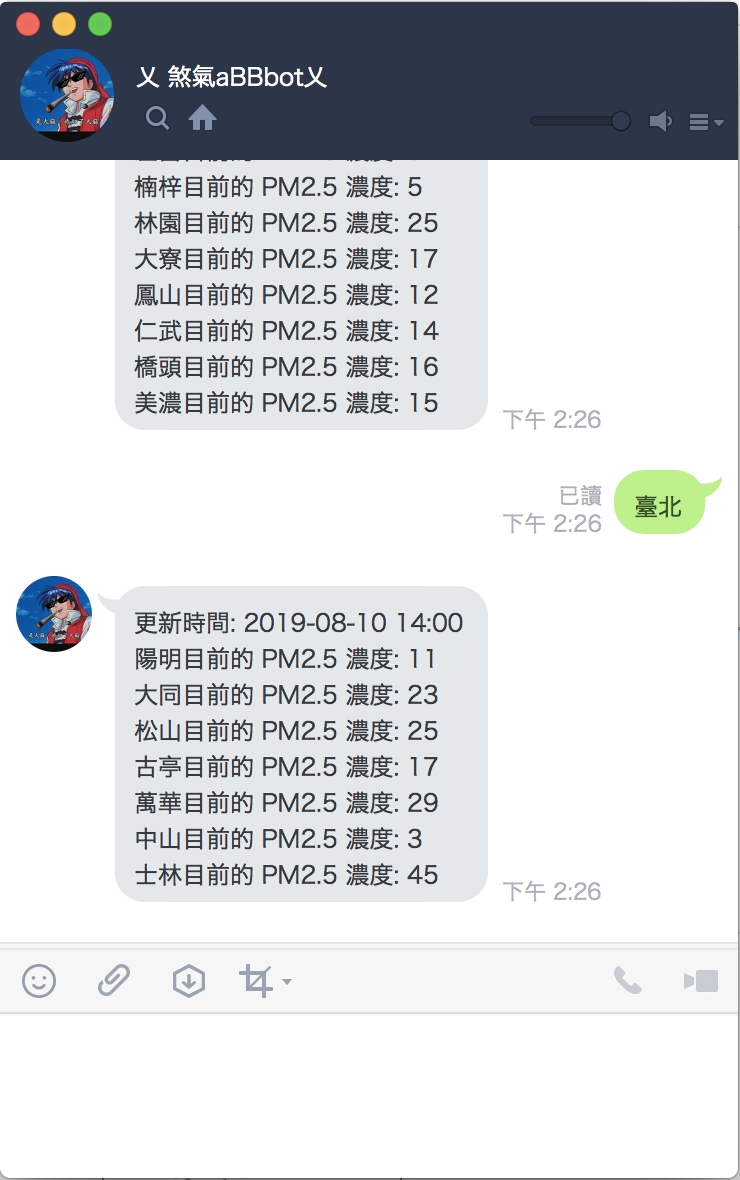 乂 煞氣aBBbot乂
楠梓目前的 PM2.5 濃度: 5
林園目前的 PM2.5 濃度: 25
大寮目前的 PM2.5 濃度: 17
鳳山目前的 PM2.5 濃度: 12
仁武目前的 PM2.5 濃度: 14
橋頭目前的 PM2.5 濃度: 16
美濃目前的 PM2.5 濃度: 15
下午 2:26
已讀
下午 2:26
臺北
更新時間: 2019-08-10 14:00
陽明目前的 PM2.5 濃度: 11
大同目前的 PM2.5 濃度: 23
松山目前的 PM2.5 濃度: 25
古亭目前的 PM2.5 濃度: 17
萬華目前的 PM2.5 濃度: 29
中山目前的 PM2.5 濃度: 3
士林目前的 PM2.5 濃度: 45
下午 2:26